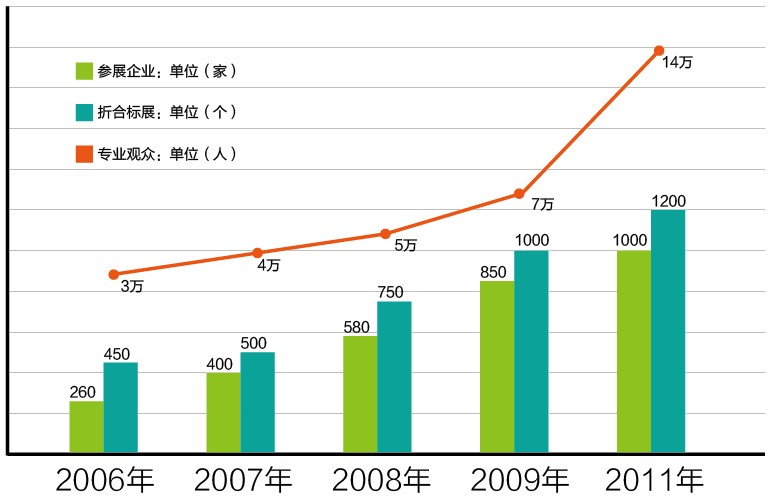 参展企业：单位（家）
折合标展：单位（个）
专业观众：单位（人）
14万
7万
5万
4万
3万
260
450
400
500
580
750
850
1000
1000
1200
2006年
2007年
2008年
2009年
2011年